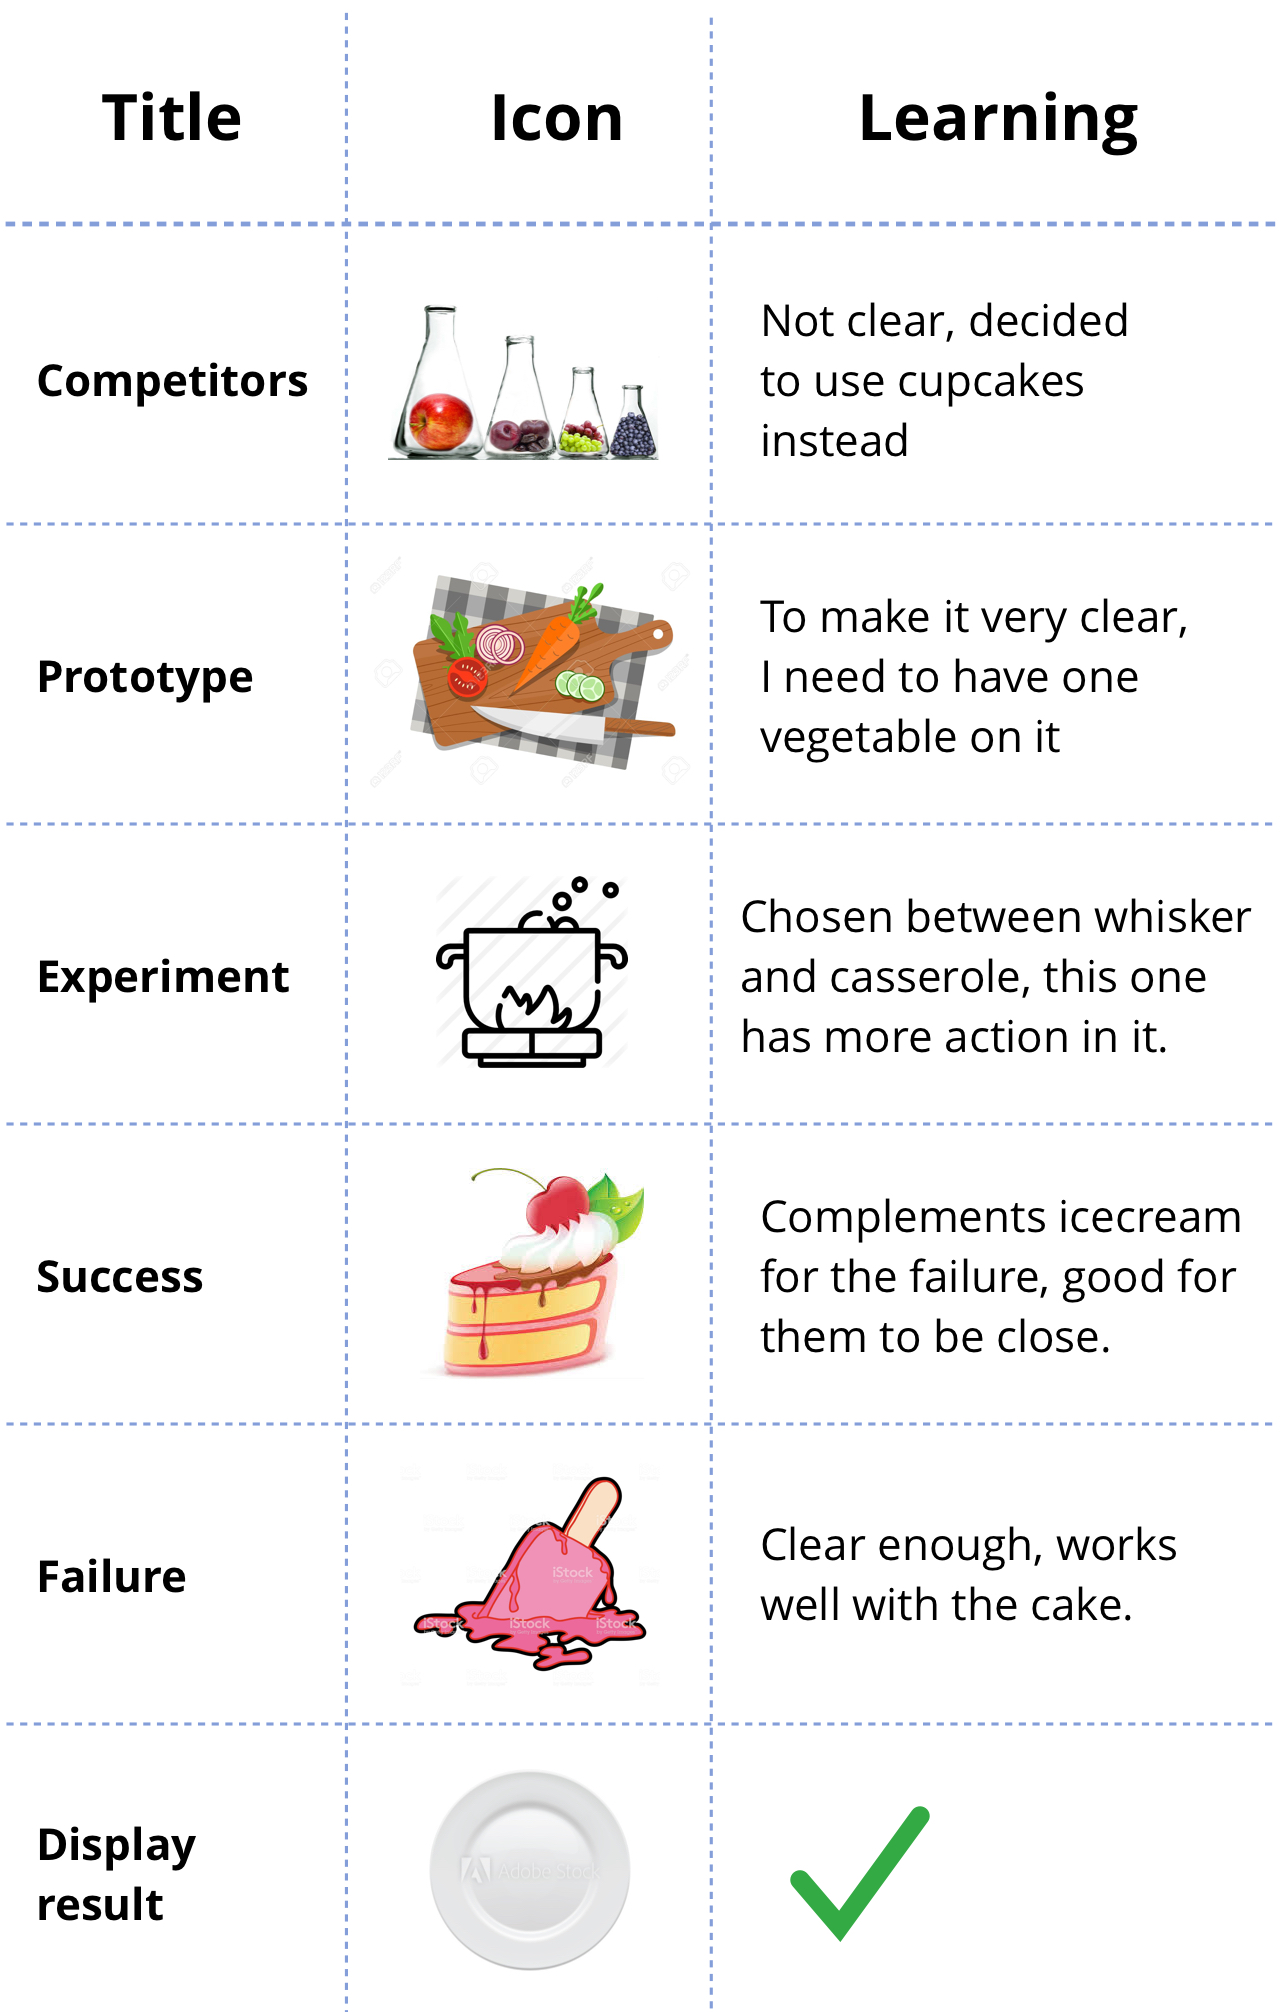 Title
Icon
Learning
Competitors
Not clear, decided
to use cupcakes
instead
Prototype
To make it very clear,
I need to have one
vegetable on it
Experiment
Chosen between whisker
and casserole, this one
has more action in it.
Success
Complements icecream
for the failure, good for
them to be close.
Failure
iStock
iStock
iStock
iStock
Clear enough, works
well with the cake.
Display
result
Adobe Stock